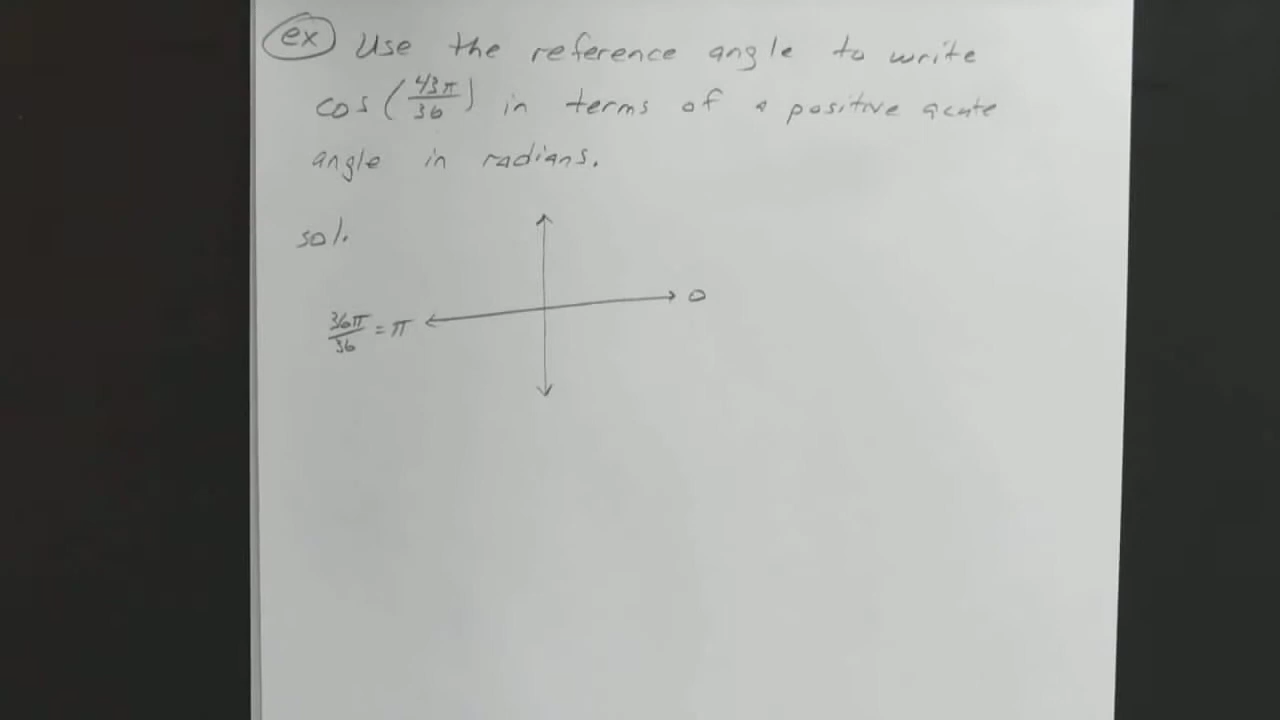 ex Use the reference angle to write
cos(43π/36) in terms of a positive acute
angle in radians.
sol.
0
36π/36 = π